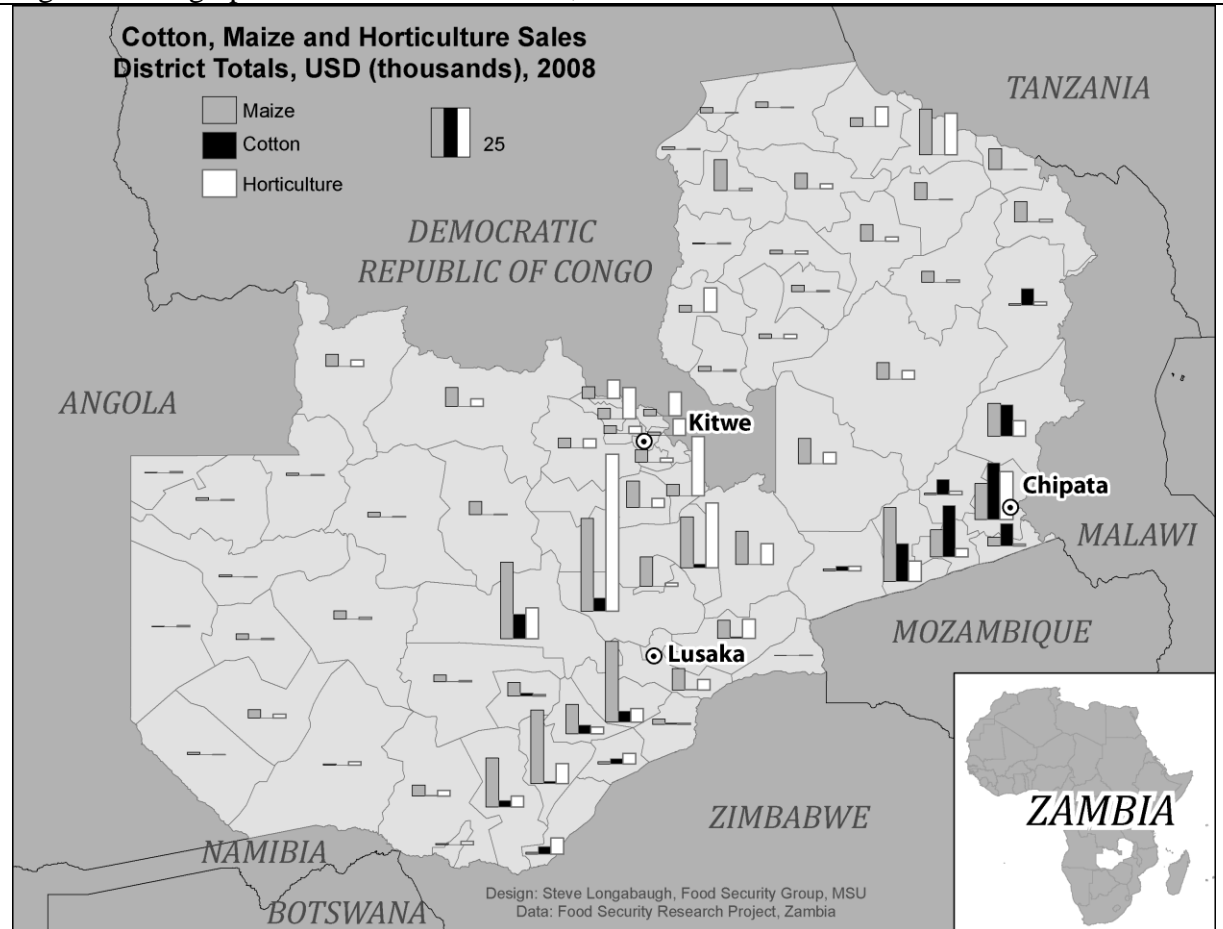 Cotton, Maize and Horticulture Sales
District Totals, USD (thousands), 2008
Maize
Cotton
Horticulture
25
TANZANIA
DEMOCRATIC
REPUBLIC OF CONGO
ANGOLA
Kitwe
Chipata
MALAWI
MOZAMBIQUE
Lusaka
ZIMBABWE
ZAMBIA
NAMIBIA
BOTSWANA
Design: Steve Longabaugh, Food Security Group, MSU
Data: Food Security Research Project, Zambia